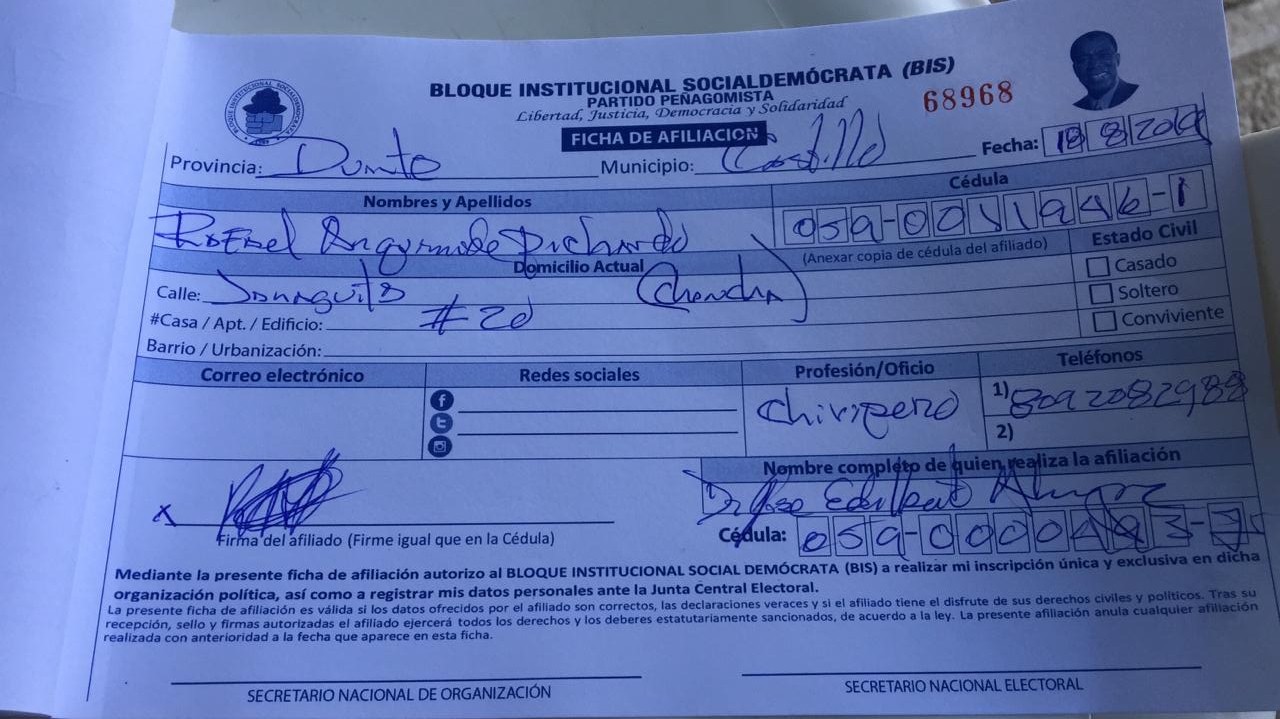 BLOQUE INSTITUCIONAL SOCIALDEMÓCRATA (BIS)
PARTIDO PEÑAGOMISTA
Libertad, Justicia, Democracia y Solidaridad
68968
FICHA DE AFILIACION
Provincia: Municipio: Castillo Fecha:
Nombres y Apellidos Cédula
Rafael Pichardo
(Anexar copia de cédula del afiliado) Estado Civil
Domicilio Actual
Casado
Calle: (Chencha)
Soltero
#Casa / Apt. / Edificio: #20
Conviviente
Barrio / Urbanización:
Correo electrónico Redes sociales Profesión/Oficio Teléfonos
Chiripero
1) 8092082988
2)
Nombre completo de quien realiza la afiliación
x
Cédula:
Firma del afiliado (Firme igual que en la Cédula)
Mediante la presente ficha de afiliación autorizo al BLOQUE INSTITUCIONAL SOCIAL DEMÓCRATA (BIS) a realizar mi inscripción única y exclusiva en dicha
organización política, así como a registrar mis datos personales ante la Junta Central Electoral.
La presente ficha de afiliación es válida si los datos ofrecidos por el afiliado son correctos, las declaraciones veraces y si el afiliado tiene el disfrute de sus derechos civiles y políticos. Tras su
recepción, sello y firmas autorizadas el afiliado ejercerá todos los derechos y los deberes estatutariamente sancionados, de acuerdo a la ley. La presente afiliación anula cualquier afiliación
realizada con anterioridad a la fecha que aparece en esta ficha.
SECRETARIO NACIONAL DE ORGANIZACIÓN SECRETARIO NACIONAL ELECTORAL